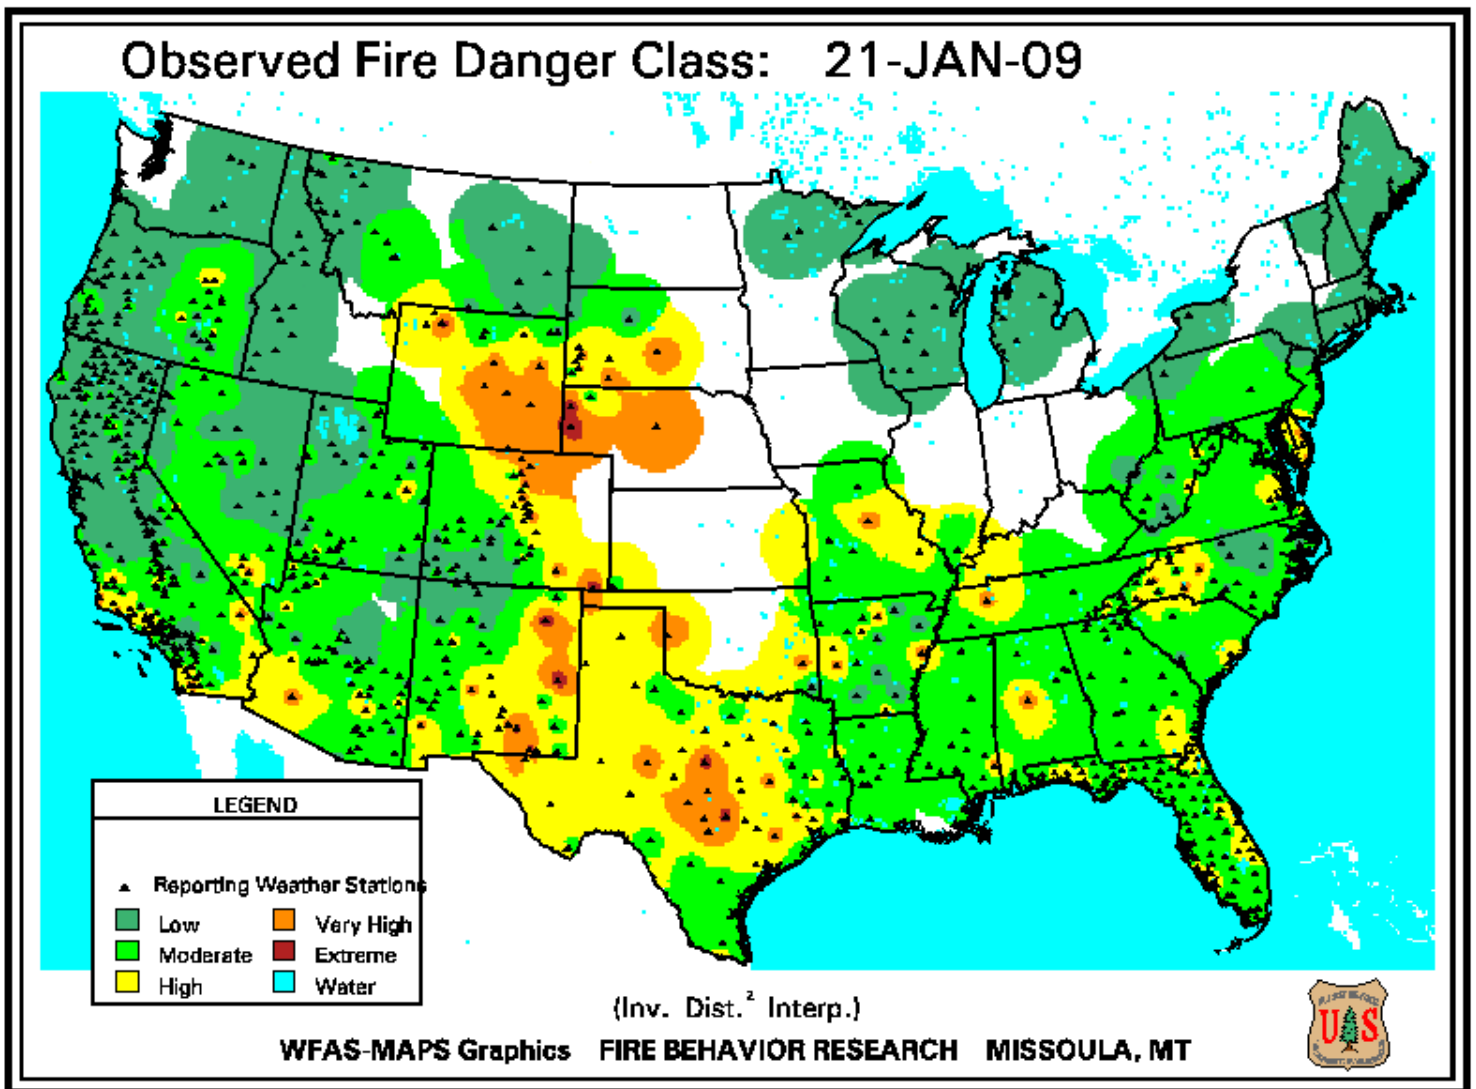 Observed Fire Danger Class: 21-JAN-09
LEGEND
Reporting Weather Stations
Low
Very High
Moderate
Extreme
High
Water
(Inv. Dist.² Interp.)
WFAS-MAPS Graphics FIRE BEHAVIOR RESEARCH MISSOULA, MT
U S